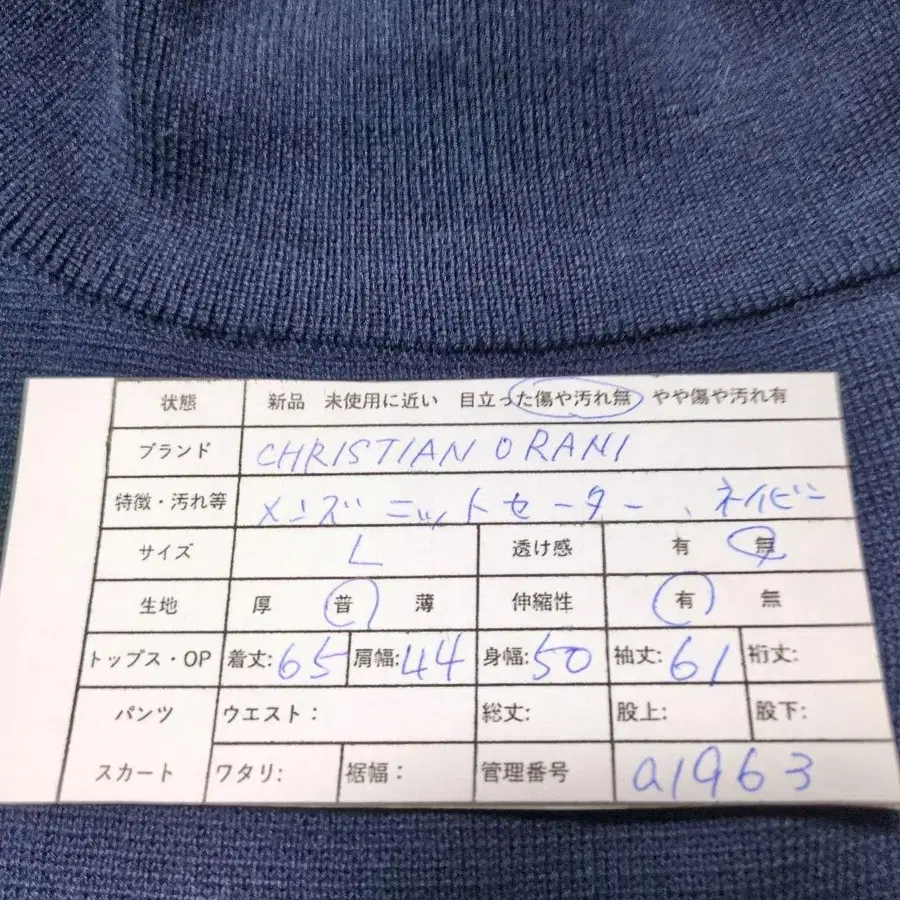 状態 新品 未使用に近い 目立った傷や汚れ無 やや傷や汚れ有
ブランド CHRISTIAN ORANI
特徴・汚れ等 メンズニットセーター、ネイビー
サイズ L 透け感 有 無
生地 厚 普 薄 伸縮性 有 無
トップス・OP 着丈:65 肩幅:44 身幅:50 袖丈:61 裄丈:
パンツ ウエスト: 総丈: 股上: 股下:
スカート ワタリ: 裾幅: 管理番号 a1963